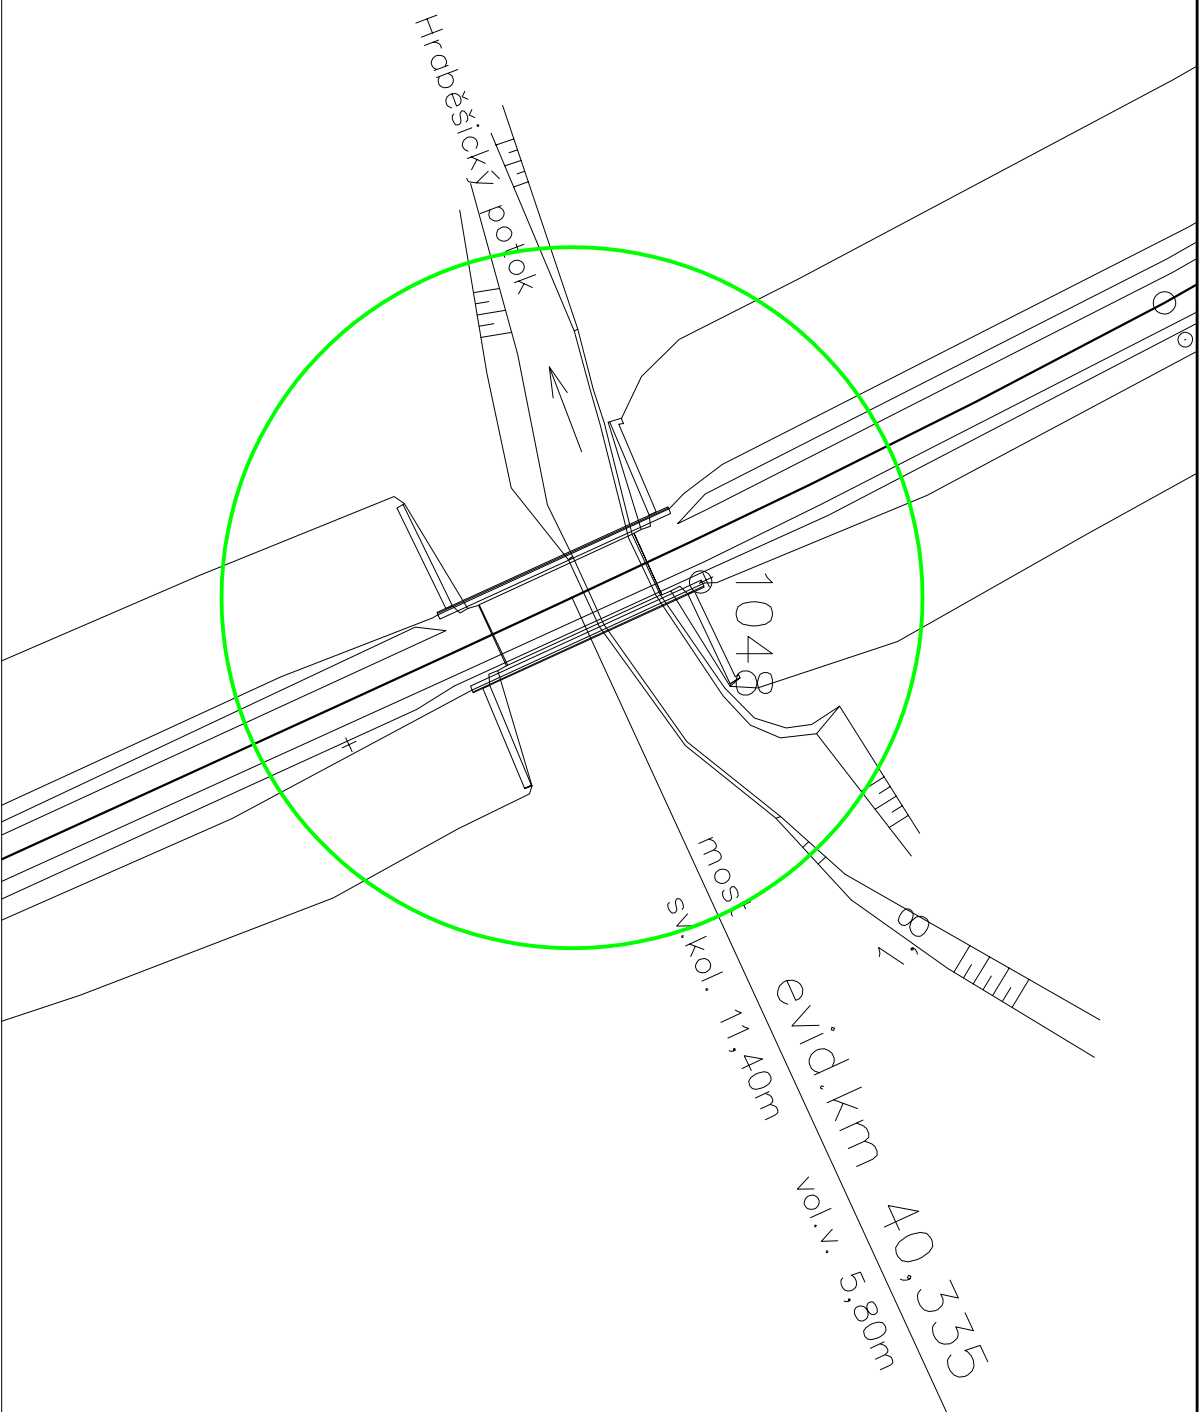 Hraběšický potok
1048
most
evid.km 40,335
sv.kol. 11,40m vol.v. 5,80m